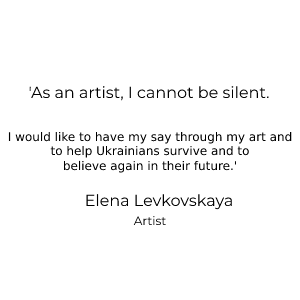 'As an artist, I cannot be silent.
I would like to have my say through my art and
to help Ukrainians survive and to
believe again in their future.'
Elena Levkovskaya
Artist